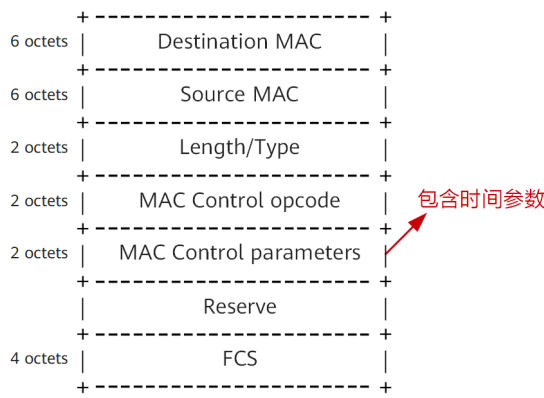 6 octets Destination MAC
6 octets Source MAC
2 octets Length/Type
2 octets MAC Control opcode
包含时间参数
2 octets MAC Control parameters
Reserve
4 octets FCS